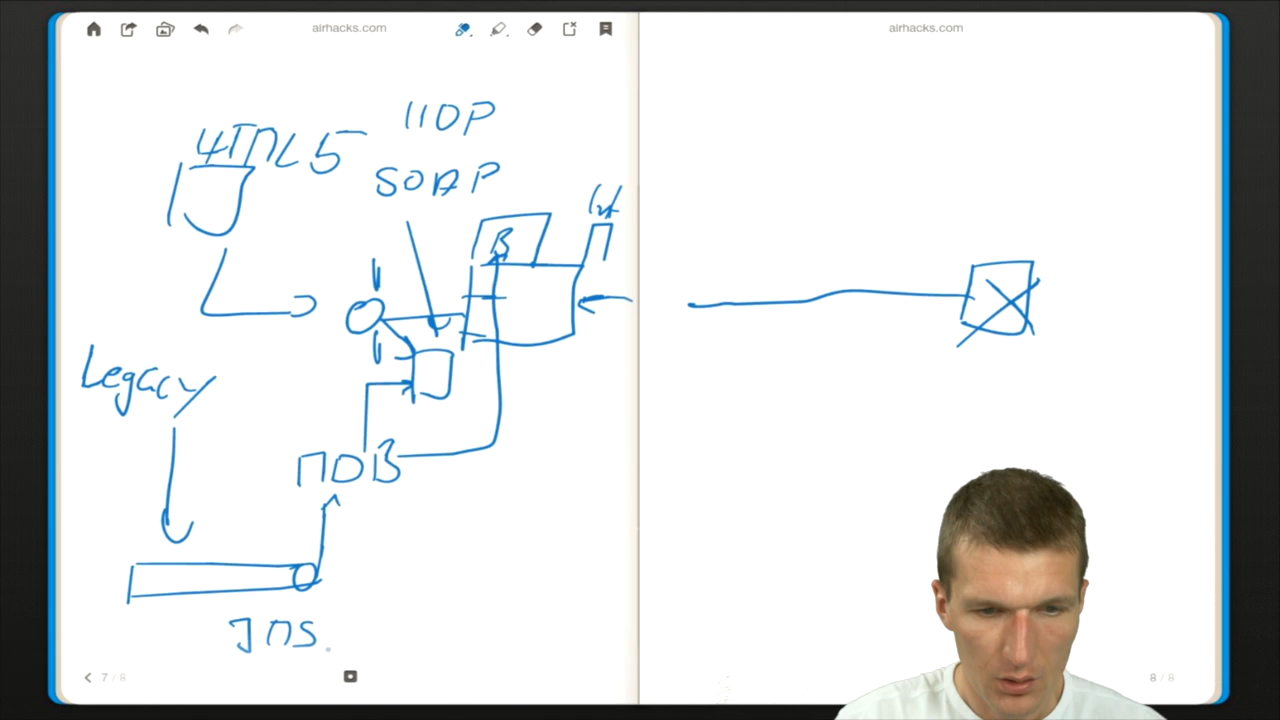 airhacks.com
airhacks.com
HTML5
IIOP
SOAP
B
Legacy
MDB
JMS
7 / 8
8 / 8